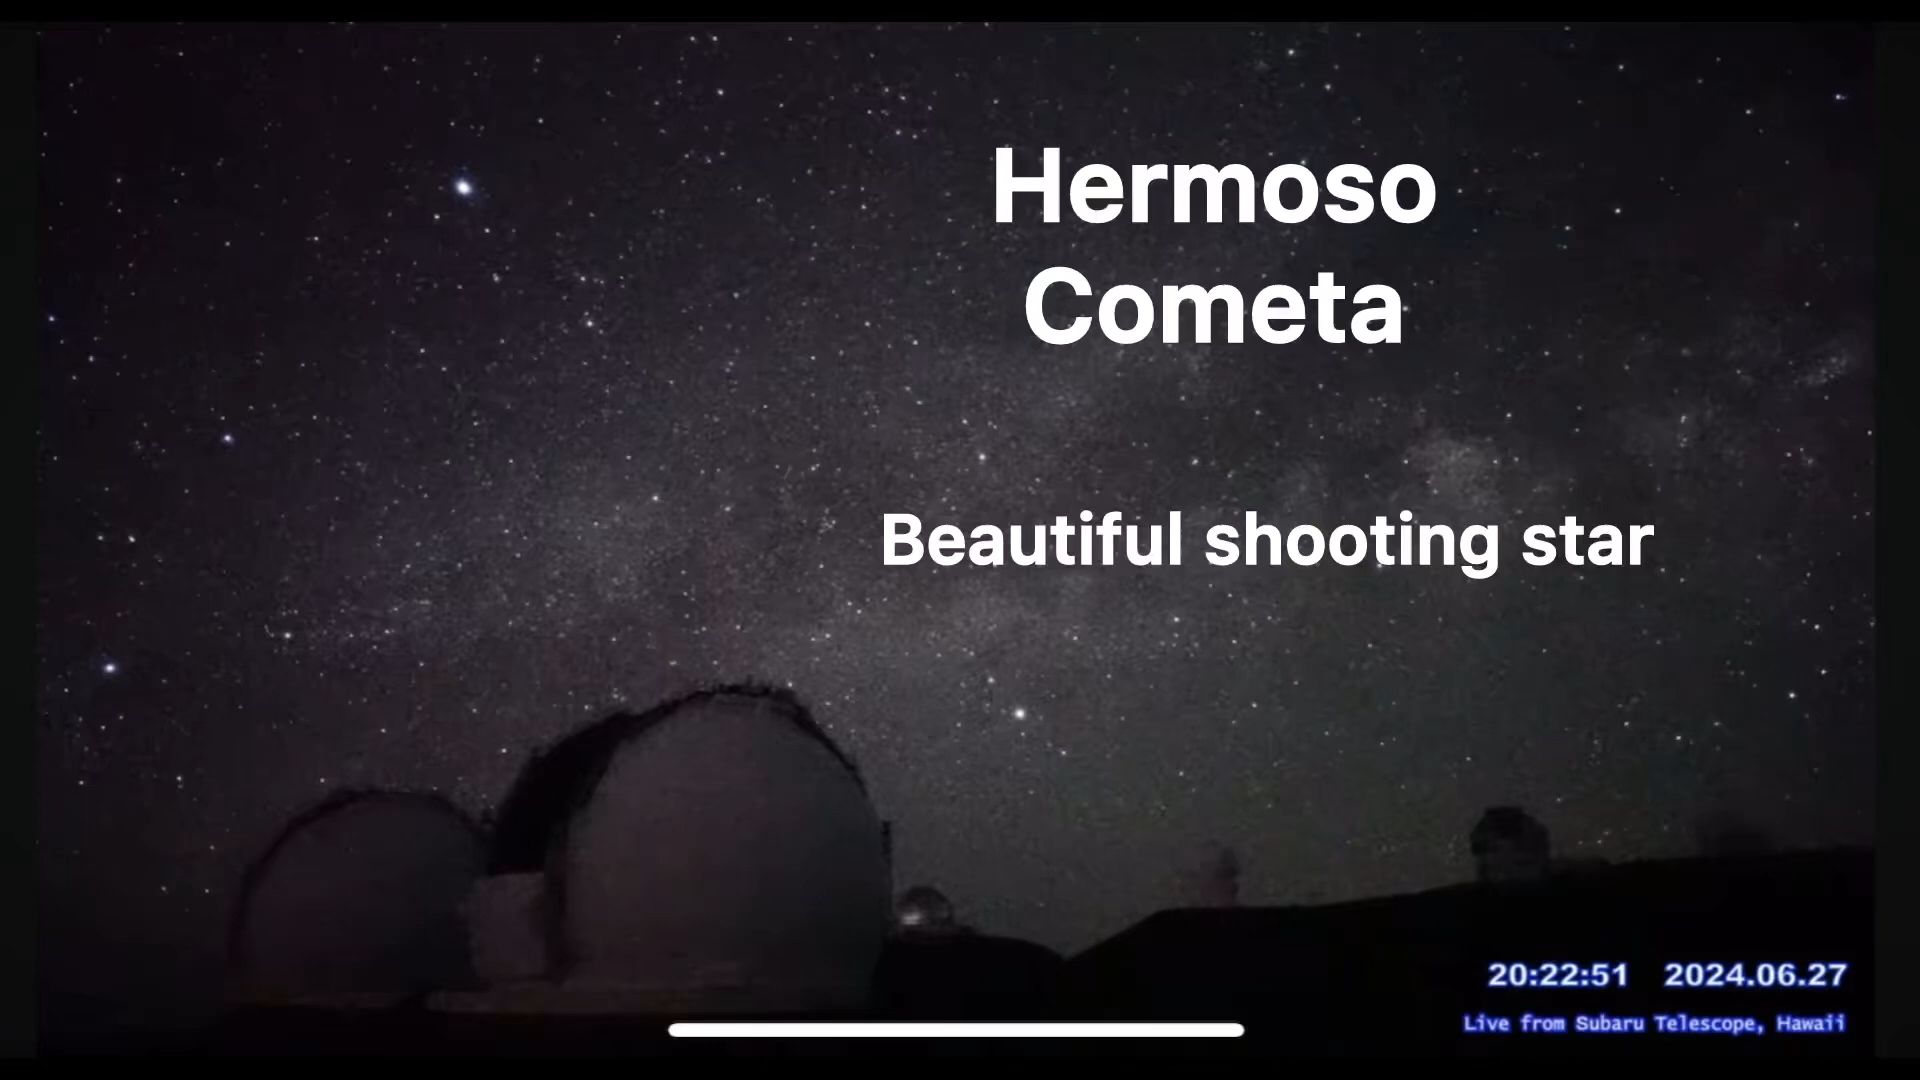 Hermoso
Cometa
Beautiful shooting star
20:22:51 2024.06.27
Live from Subaru Telescope, Hawaii